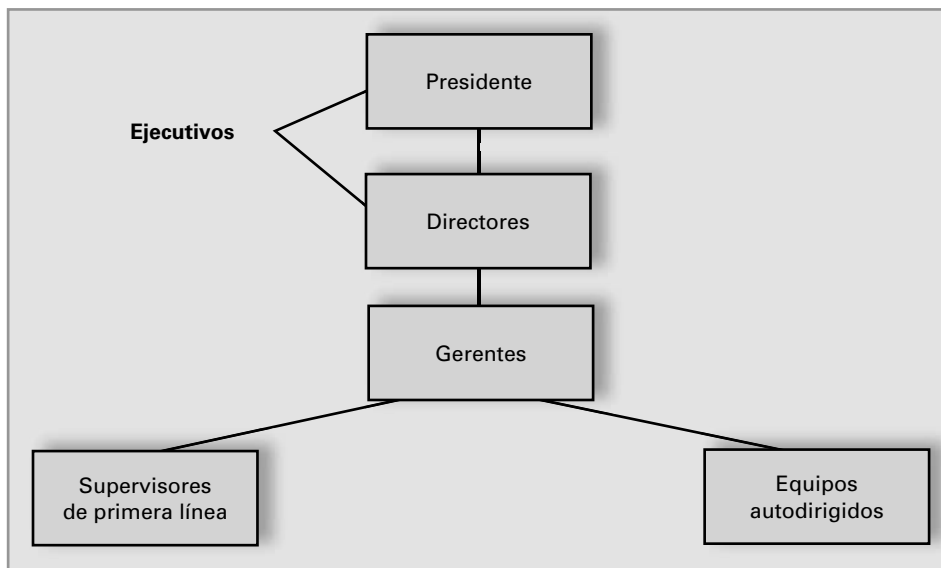 Presidente
Ejecutivos
Directores
Gerentes
Supervisores
de primera línea
Equipos
autodirigidos